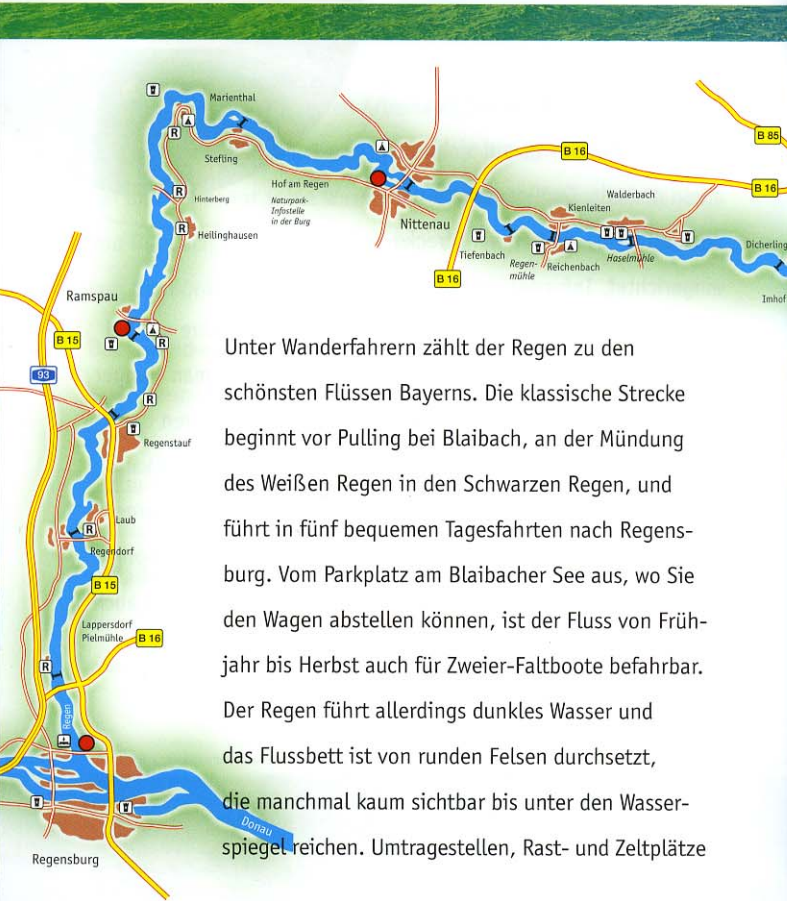 Marienthal
R
Stefling
B 85
B 16
B 16
Hof am Regen
Naturpark-
Infostelle
in der Burg
R
Hinterberg
Walderbach
Kienleiten
Nittenau
R
Heilinghausen
Tiefenbach
Regen-
mühle
Reichenbach
Haselmühle
Dicherling
B 16
Imhof
Ramspau
B 15
R
93
R
Regenstauf
Laub
R
Regendorf
B 15
Lappersdorf
Pielmühle
B 16
R
Regen
Donau
Regensburg
Unter Wanderfahrern zählt der Regen zu den
schönsten Flüssen Bayerns. Die klassische Strecke
beginnt vor Pulling bei Blaibach, an der Mündung
des Weißen Regen in den Schwarzen Regen, und
führt in fünf bequemen Tagesfahrten nach Regens-
burg. Vom Parkplatz am Blaibacher See aus, wo Sie
den Wagen abstellen können, ist der Fluss von Früh-
jahr bis Herbst auch für Zweier-Faltboote befahrbar.
Der Regen führt allerdings dunkles Wasser und
das Flussbett ist von runden Felsen durchsetzt,
die manchmal kaum sichtbar bis unter den Wasser-
spiegel reichen. Umtragestellen, Rast- und Zeltplätze